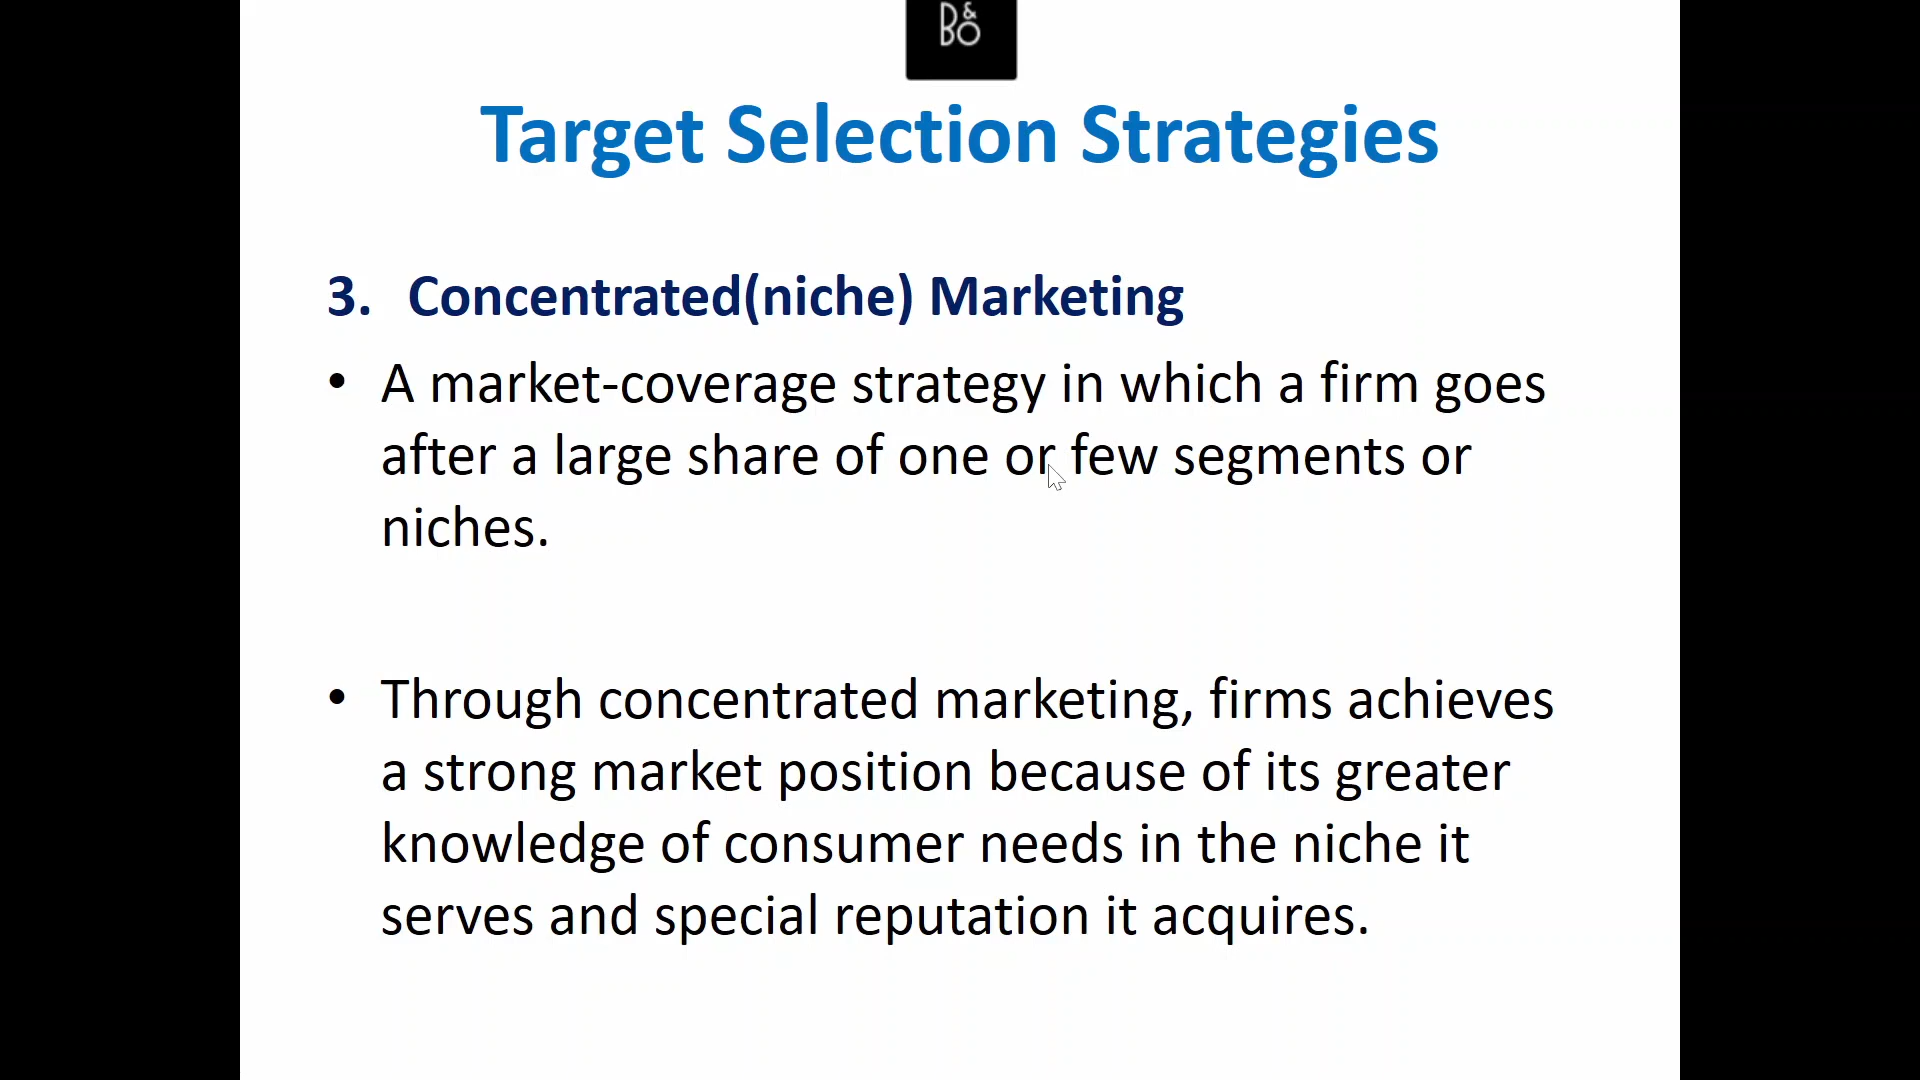 B&O
Target Selection Strategies
3. Concentrated(niche) Marketing
• A market-coverage strategy in which a firm goes
after a large share of one or few segments or
niches.
• Through concentrated marketing, firms achieves
a strong market position because of its greater
knowledge of consumer needs in the niche it
serves and special reputation it acquires.